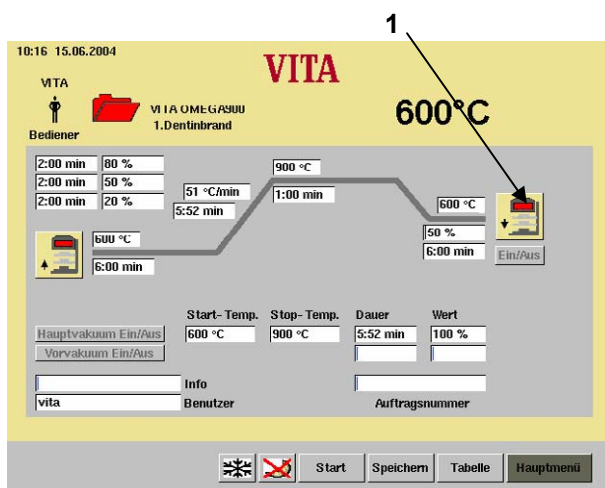 1
10:16 15.06.2004
VITA
VITA
600°C
VITA OMEGA900
1.Dentinbrand
Bediener
2:00 min 80 %
2:00 min 50 %
2:00 min 20 %
51 °C/min
5:52 min
900 °C
1:00 min
600 °C
50 %
6:00 min
Ein/Aus
600 °C
6:00 min
Start-Temp. Stop-Temp. Dauer Wert
Hauptvakuum Ein/Aus 600 °C 900 °C 5:52 min 100 %
Vorvakuum Ein/Aus
Info
vita Benutzer Auftragsnummer
Start Speichern Tabelle Hauptmenü